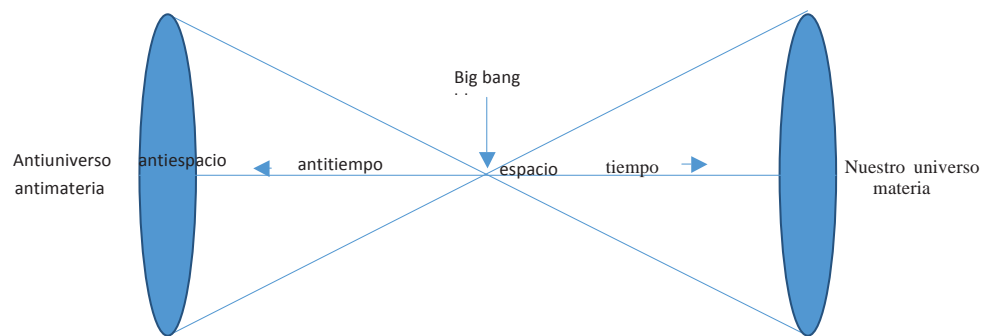 Big bang
Antiuniverso
antimateria
antiespacio
antitiempo
espacio
tiempo
Nuestro universo
materia